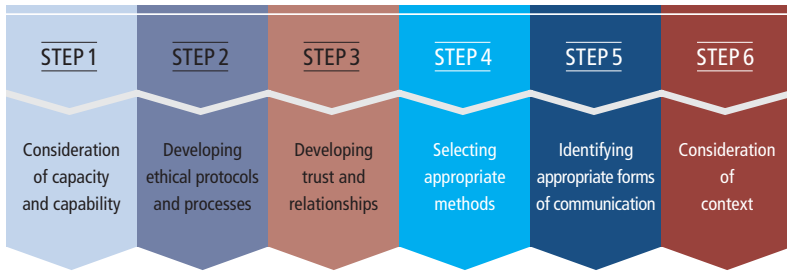 STEP 1
Consideration
of capacity
and capability
STEP 2
Developing
ethical protocols
and processes
STEP 3
Developing
trust and
relationships
STEP 4
Selecting
appropriate
methods
STEP 5
Identifying
appropriate forms
of communication
STEP 6
Consideration
of
context